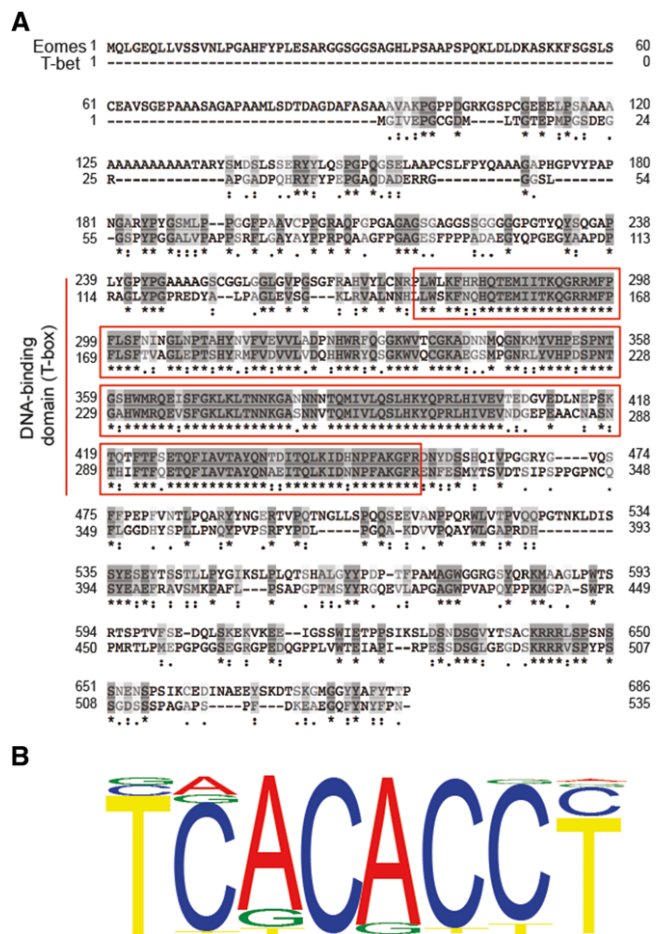 A
Eomes 1 MQLGEQLLVSSVNLPGAHFYPLESARGGSGGSAGHLPSAAPSPQKLDLDKASKKFSGSLS 60
T-bet 1 ------------------------------------------------------------ 0
61 CEAVSGEPAAASAGAPAAMLSDTDAGDAFASAAAVAKPGPPDGRKGSPCGEEELPSAAAA 120
1 ---------------------------------MGIVEPGCGDM----LTGTEPMPGSDEG 24
125 AAAAAAAAAATARYSMDSLSSERYYLQSPGPQGSELAAPCSLFPYQAAAGAPHGPVYPAP 180
25 R-------------APGADPQHRYFYPEPGAQDADERRG----------GGSL------- 54
181 NGARYPYGSMLP--PGGFPAAVCPPGRAQFGPGAGAGSGAGGSSGGGGGPGTYQYSQGAP 238
55 -GSPYPGGALVPAPPSRFLGAYAYPPRPQAAGFPGAGESFPPPADAEGYQPGEGYAAPDP 113
239 LYGPYPGAAAAGSCGGLGGLGVPGSGFRAHVYLCNRPLWLKFHRHQTEMIITKQGRRMFP 298
114 RAGLYPGPREDYA--LPAGLEVSG----KLRVALNNHLLWSKFNQHQTEMIITKQGRRMFP 168
299 FLSFNINGLNPTAHYNVFVEVVLADPNHWRFQGGKWVTCGKADNNMQGNKMYVHPESPNT 358
169 FLSFTVAGLEPTSHYRMFVDVVLVDQHHWRYQSGKWVQCGKAEGSMPGNRLYVHPDSPNT 228
359 GSHWMRQEISFGKLKLTNNKGANNNNTQMIVLQSLHKYQPRLHIVEVTEDGVEDLNEPSK 418
229 GAHWMRQEVSFGKLKLTNNKGASNNVTQMIVLQSLHKYQPRLHIVEVNDGEPEAACNASN 288
419 TQTFTFSETQFIAVTAYQNTDITQLKIDHNPFAKGFRDNYDSSHQIVPGGRYG----VQS 474
289 THIFTFQETQFIAVTAYQNAEITQLKIDNNPFAKGFRENFESMYTSVDTSIPSPPGPNCQ 348
475 FFPEPFVNTLPQARYYNGERTVPQTNGLLSPQQSEEVANPPQRWLVTPVQQPGTNKLDIS 534
349 FLGGDHYSPLLPNQYPVPSRFYPDL-----PGQA-KDVVPQAYWLGAPRDH 393
535 SYESEYTSSTLLPYGIKSLPLQTSHALGYYPDP-TFPAMAGWGGRGSYQRKMAAGLPWTS 593
394 SYEAEFRAVSMKPAFL---PSAPGPTMSYYRGQEVLAPGAGWPVAPQYPPKMGPA-SWFR 449
594 RTSPTVFSE-DQLSKEKVKEE--IGSSWIETPPSIKSLDSNDSGVYTSACKRRRLSPSNS 650
450 PMRTLPMEPGPGGSEGRGPEDQGPPLVWTEIAPI--RPESSDSGLGEGDSKRRRVSPYPS 507
651 SNENSPSIKCEDINAEEYSKDTSKGMGGYYAFYTTP 686
508 SGDSSSPAGAPS----PF---DKEAEGQFYNYFPN- 535
DNA-binding
domain (T-box)
B
TCACACCT